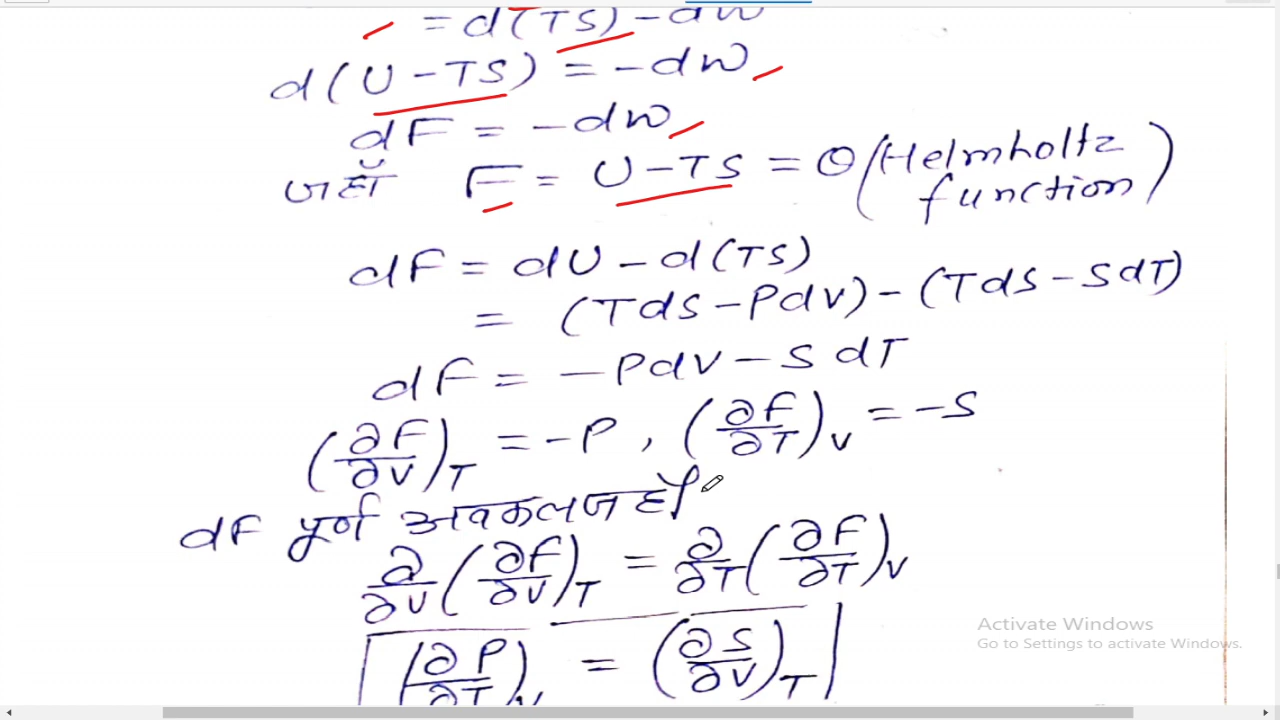 = d(TS) - dw
d(U - TS) = - dw
dF = - dw
जहाँ F = U - TS = (Helmholtz
function)
dF = dU - d(TS)
= (Tds - Pdv) - (Tds - SdT)
dF = - Pdv - S dT
(∂F/∂V)_T = -P , (∂F/∂T)_V = -S
dF पूर्ण अवकलज है
∂/∂V (∂F/∂V)_T = ∂/∂T (∂F/∂T)_V
(∂P/∂T)_V = (∂S/∂V)_T
Activate Windows
Go to Settings to activate Windows.